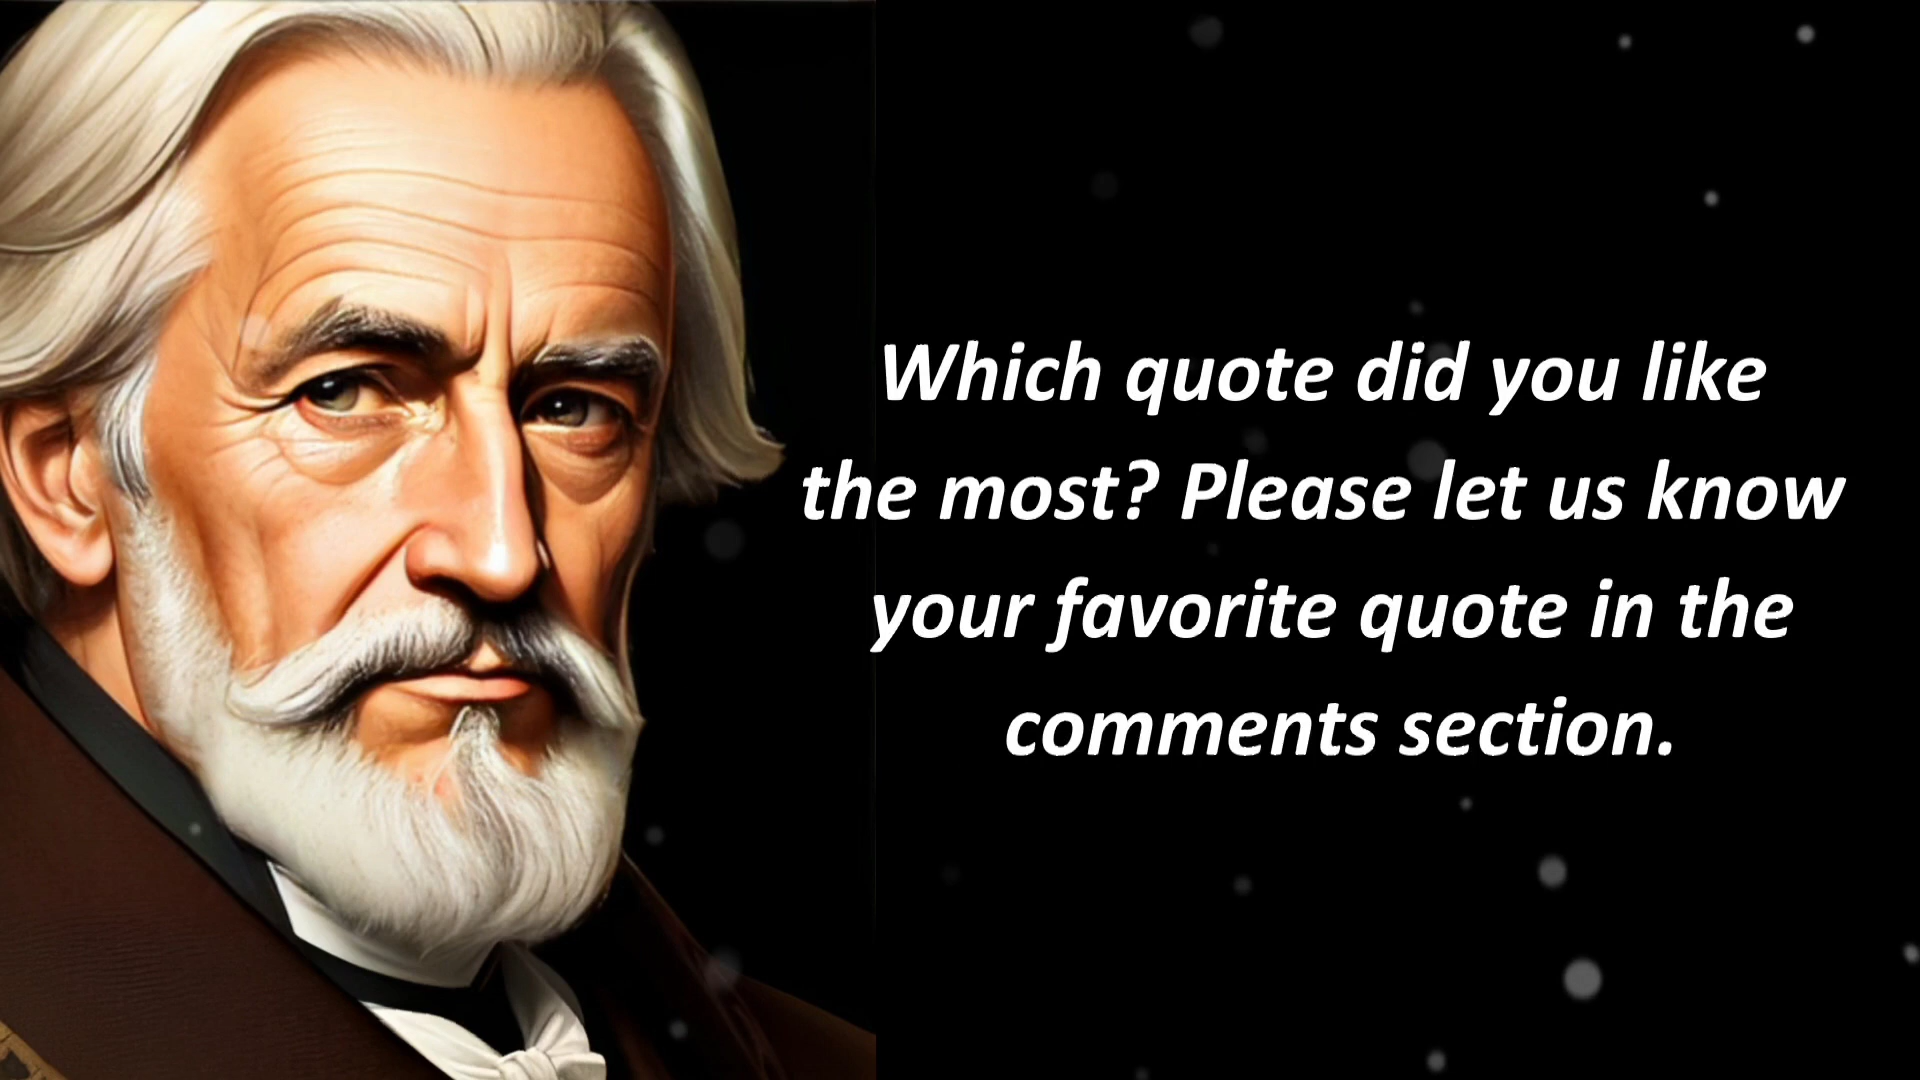 Which quote did you like
the most? Please let us know
your favorite quote in the
comments section.